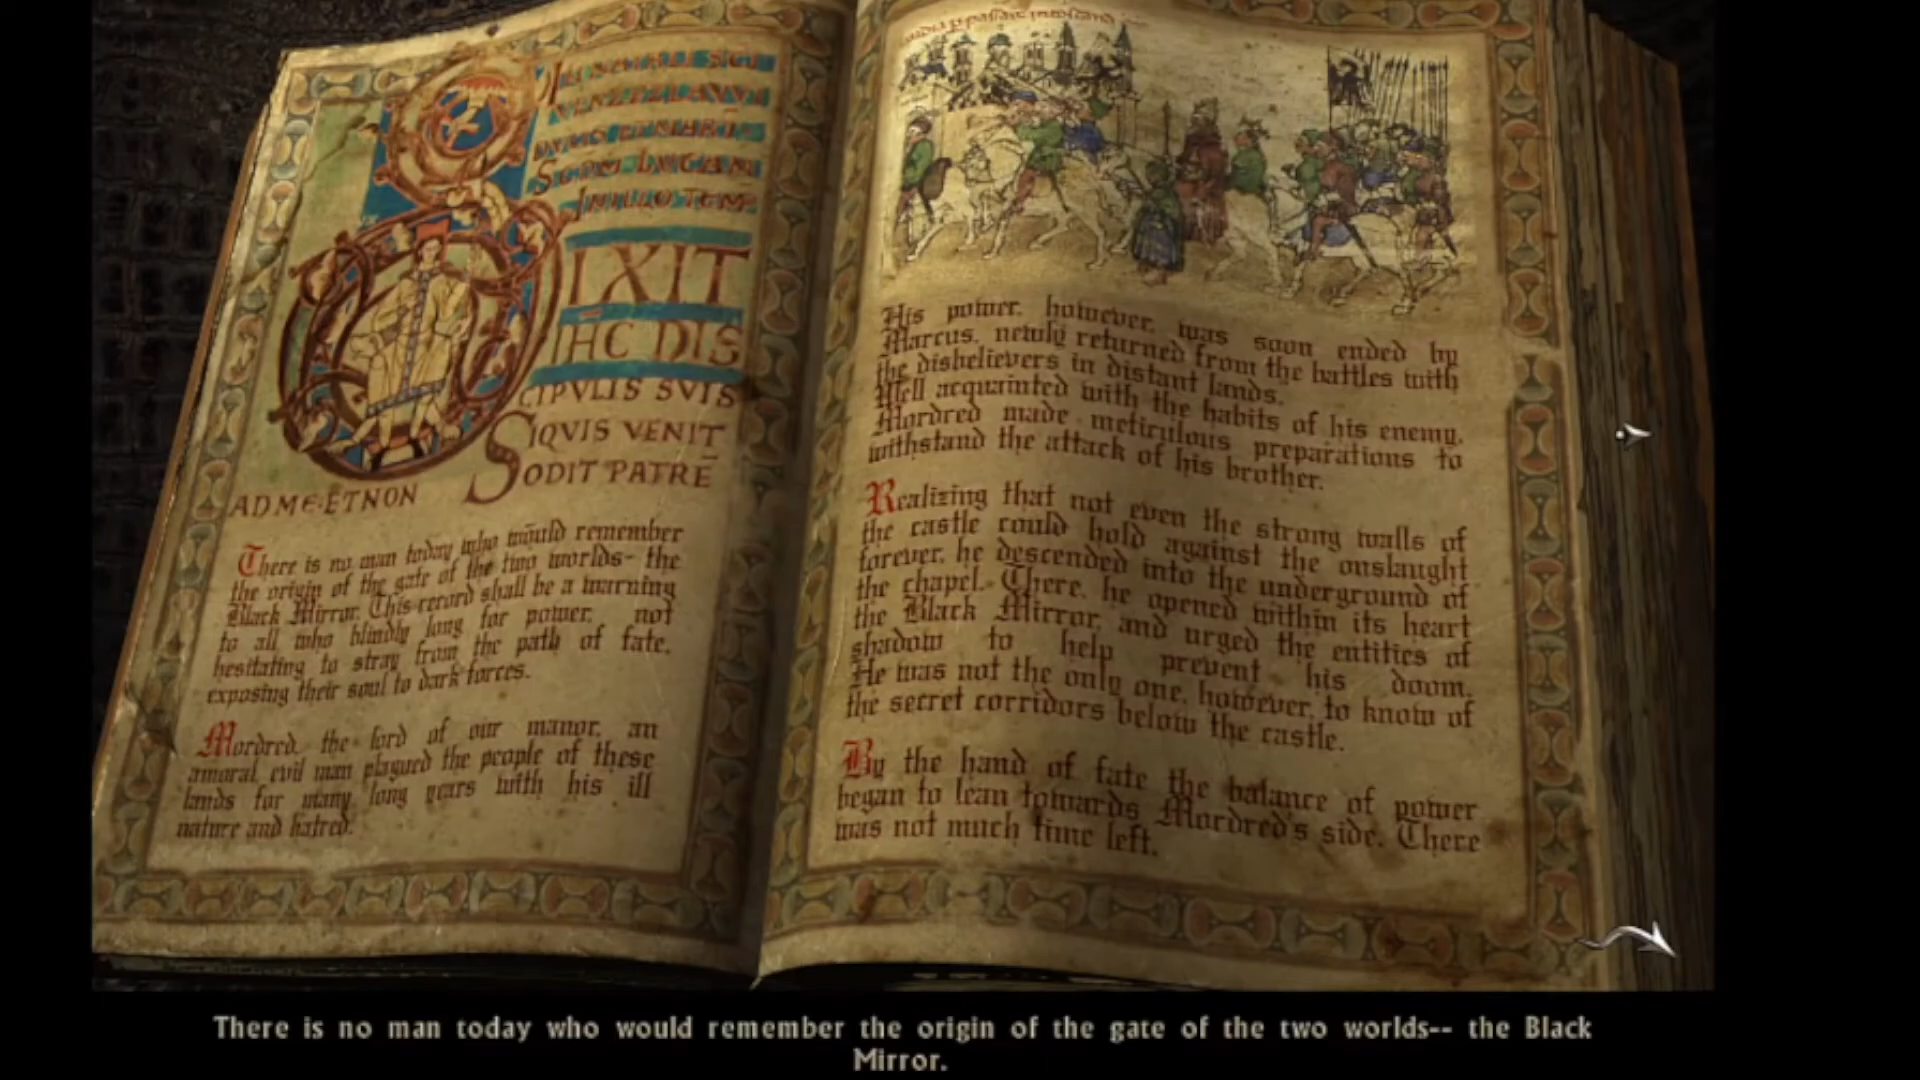 IXIT
IHC DIS
CIPVLIS SVIS
SIQVIS VENIT
SODIT PATRE
AD ME·ET NON
There is no man today who would remember
the origin of the gate of the two worlds- the
Black Mirror. This record shall be a warning
to all who blindly long for power, not
hesitating to stray from the path of fate,
exposing their soul to dark forces.
Mordred, the lord of our manor, an
amoral, evil man plagued the people of these
lands for many long years with his ill
nature and hatred.
His power, however, was soon ended by
Marcus, newly returned from the battles with
the disbelievers in distant lands.
Well acquainted with the habits of his enemy,
Mordred made meticulous preparations to
withstand the attack of his brother.
Realizing that not even the strong walls of
the castle could hold against the onslaught
forever, he descended into the underground of
the chapel. There, he opened within its heart
the Black Mirror, and urged the entities of
shadow to help prevent his doom.
He was not the only one, however, to know of
the secret corridors below the castle.
By the hand of fate the balance of power
began to lean towards Mordred's side. There
was not much time left.
There is no man today who would remember the origin of the gate of the two worlds-- the Black
Mirror.